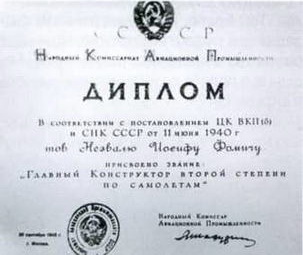 СССР
Народный Комиссариат Авиационной Промышленности
ДИПЛОМ
В соответствии с постановлением ЦК ВКП(б)
и СНК СССР от 11 июня 1940 г
тов Незвалю Иосифу Фомичу
присвоено звание:
„Главный Конструктор второй степени
по самолетам"
Народный Комиссар
Авиационной Промышленности
г. Москва.